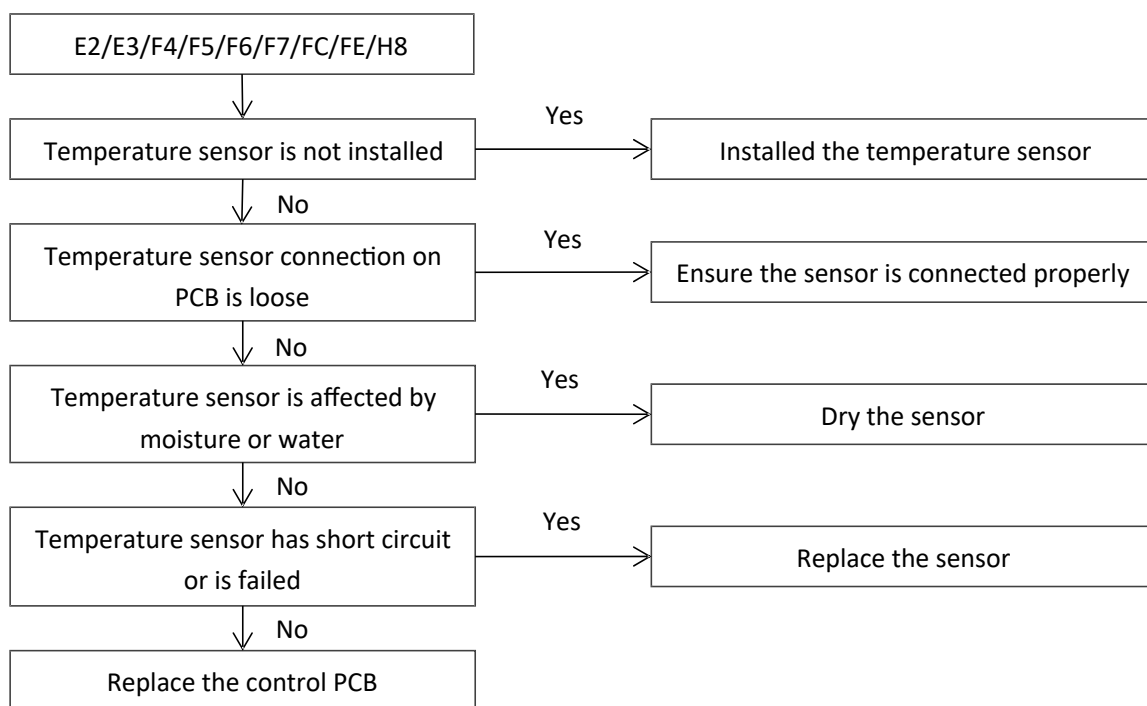 E2/E3/F4/F5/F6/F7/FC/FE/H8
Yes
Temperature sensor is not installed
Installed the temperature sensor
No
Yes
Temperature sensor connection on
PCB is loose
Ensure the sensor is connected properly
No
Yes
Temperature sensor is affected by
moisture or water
Dry the sensor
No
Yes
Temperature sensor has short circuit
or is failed
Replace the sensor
No
Replace the control PCB